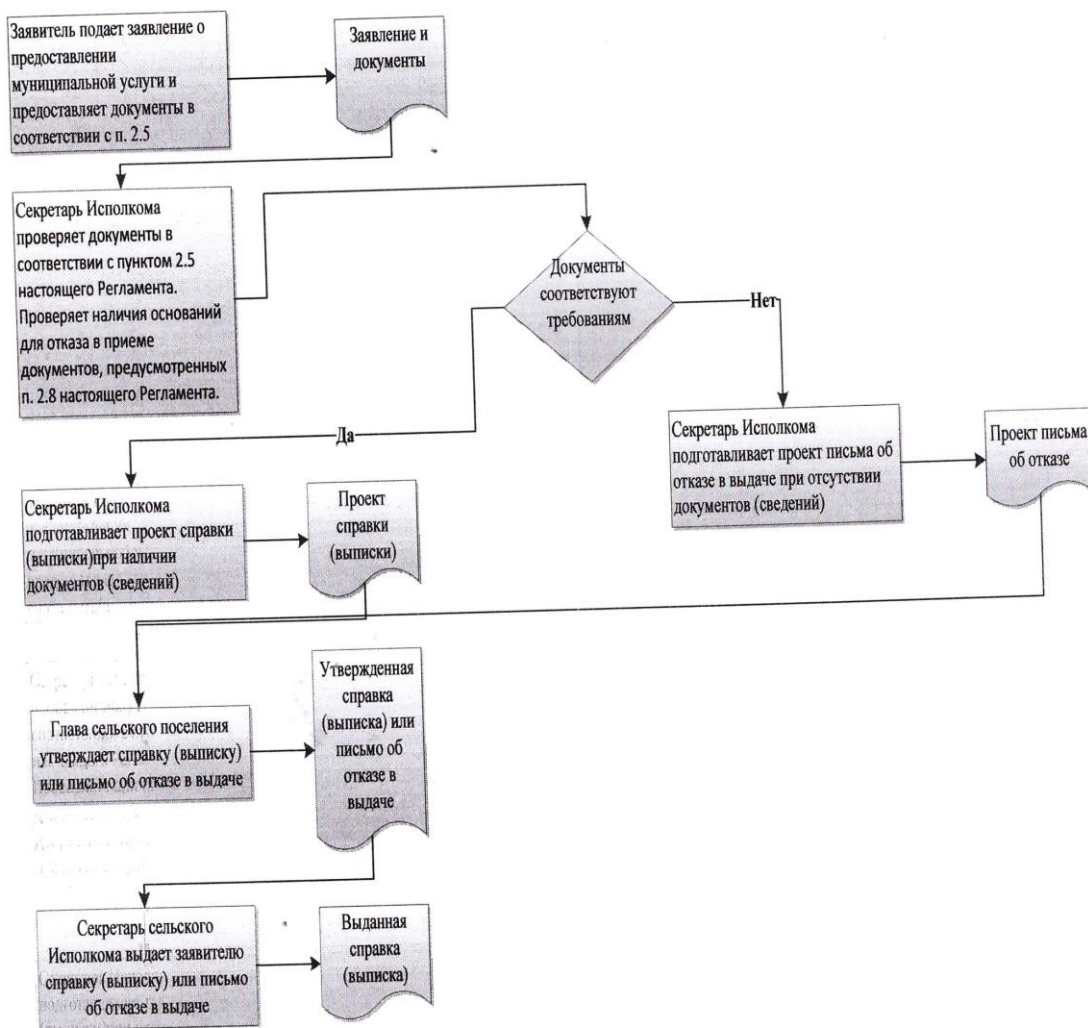 Заявитель подает заявление о
предоставлении
муниципальной услуги и
предоставляет документы в
соответствии с п. 2.5
Заявление и
документы
Секретарь Исполкома
проверяет документы в
соответствии с пунктом 2.5
настоящего Регламента.
Проверяет наличия оснований
для отказа в приеме
документов, предусмотренных
п. 2.8 настоящего Регламента.
Документы
соответствуют
требованиям
Нет
Да
Секретарь Исполкома
подготавливает проект письма об
отказе в выдаче при отсутствии
документов (сведений)
Проект письма
об отказе
Секретарь Исполкома
подготавливает проект справки
(выписки)при наличии
документов (сведений)
Проект
справки
(выписки)
Глава сельского поселения
утверждает справку (выписку)
или письмо об отказе в выдаче
Утвержденная
справка
(выписка) или
письмо об
отказе в
выдаче
Секретарь сельского
Исполкома выдает заявителю
справку (выписку) или письмо
об отказе в выдаче
Выданная
справка
(выписка)